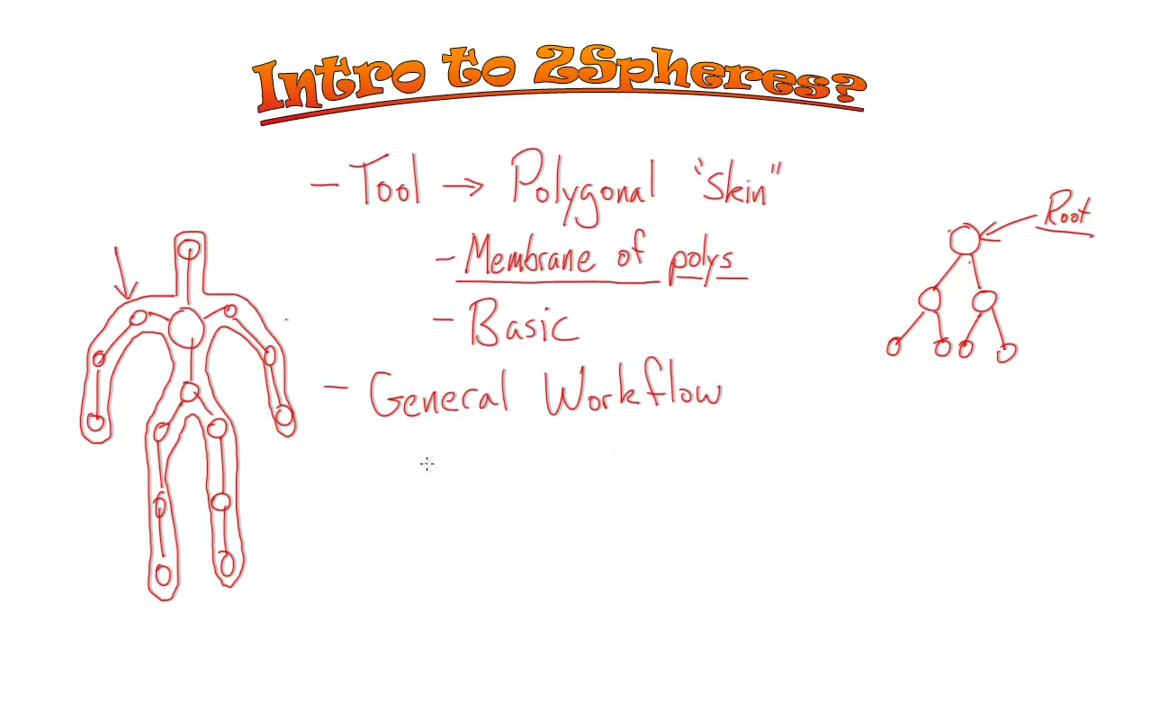 Intro to ZSpheres?
- Tool → Polygonal "Skin"
Root
- Membrane of polys
- Basic
- General Workflow